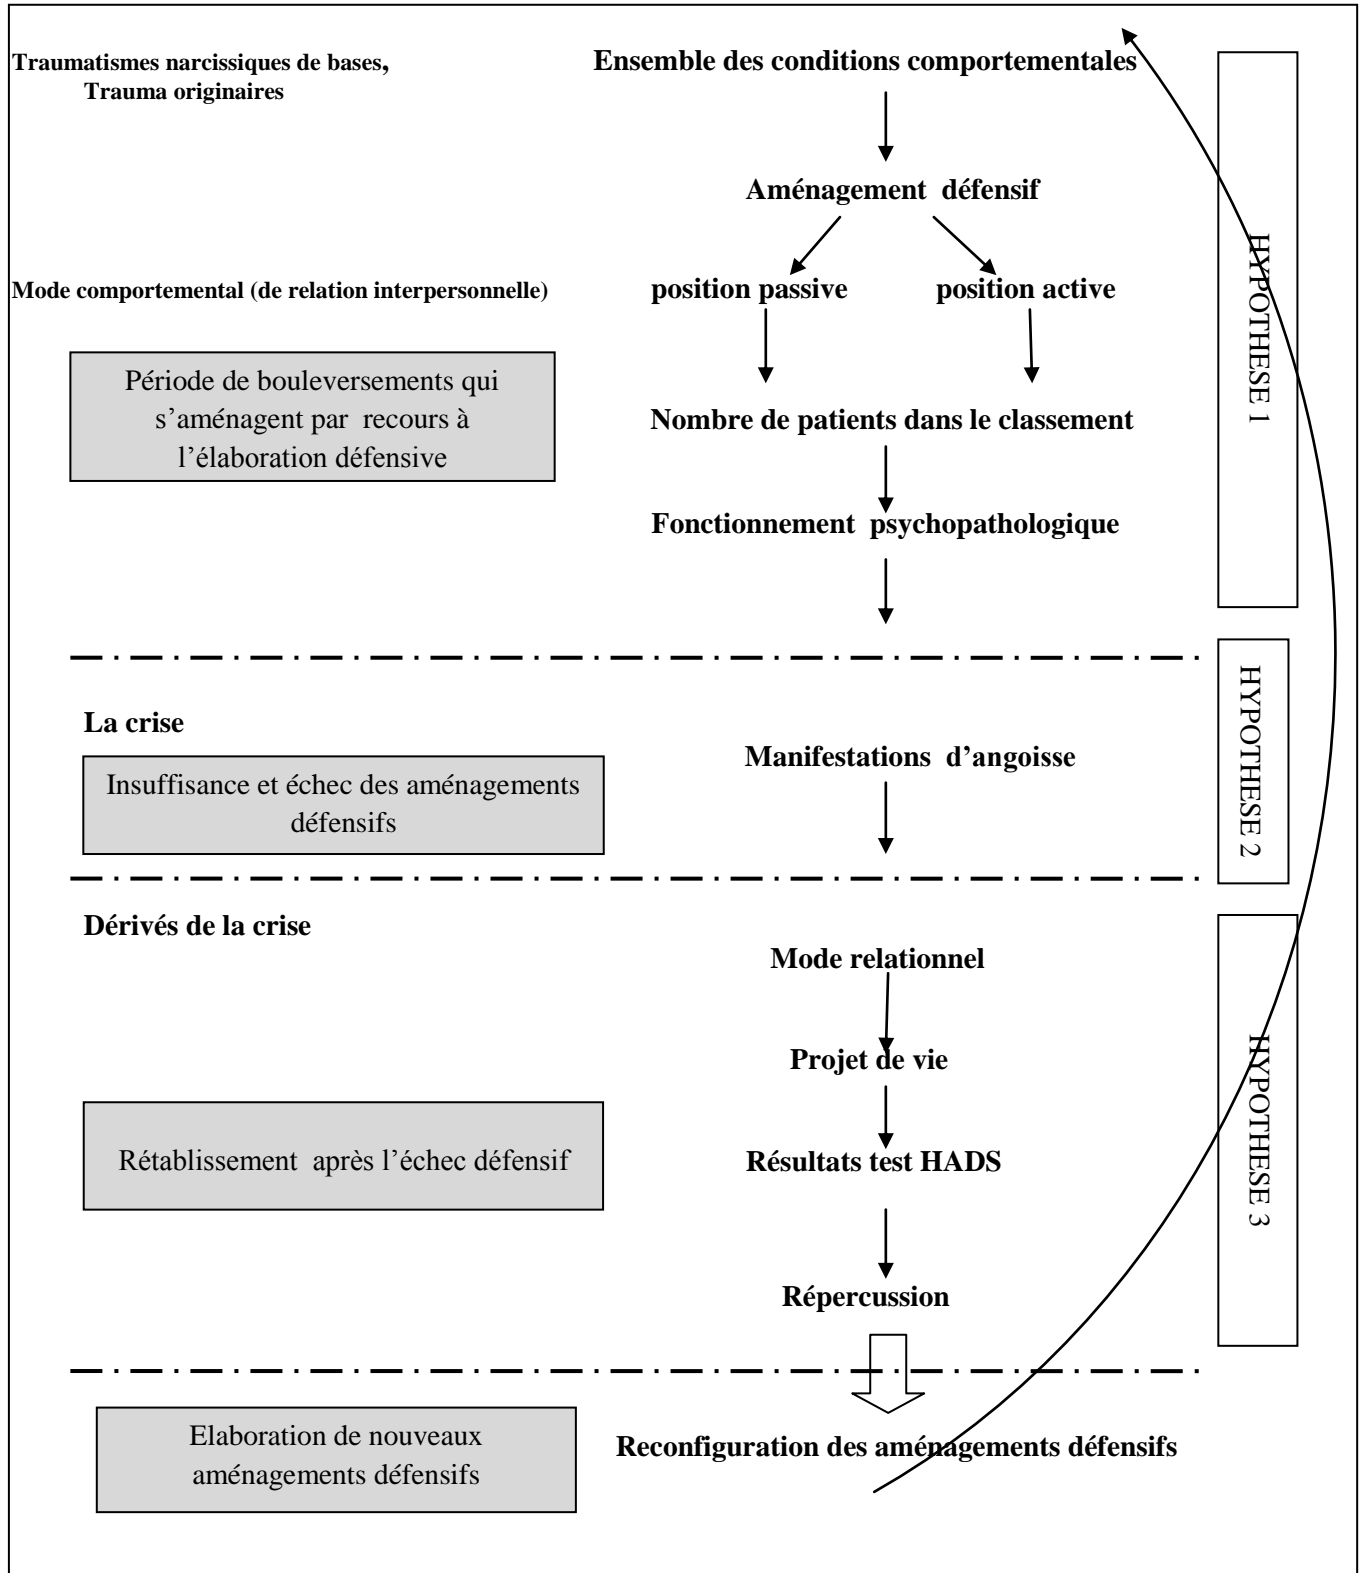 Traumatismes narcissiques de bases,
Trauma originaires
Ensemble des conditions comportementales
Aménagement défensif
Mode comportemental (de relation interpersonnelle)
position passive
position active
Période de bouleversements qui
s’aménagent par recours à
l’élaboration défensive
Nombre de patients dans le classement
Fonctionnement psychopathologique
HYPOTHESE 1
La crise
Insuffisance et échec des aménagements
défensifs
Manifestations d’angoisse
HYPOTHESE 2
Dérivés de la crise
Mode relationnel
Projet de vie
Rétablissement après l’échec défensif
Résultats test HADS
Répercussion
HYPOTHESE 3
Elaboration de nouveaux
aménagements défensifs
Reconfiguration des aménagements défensifs